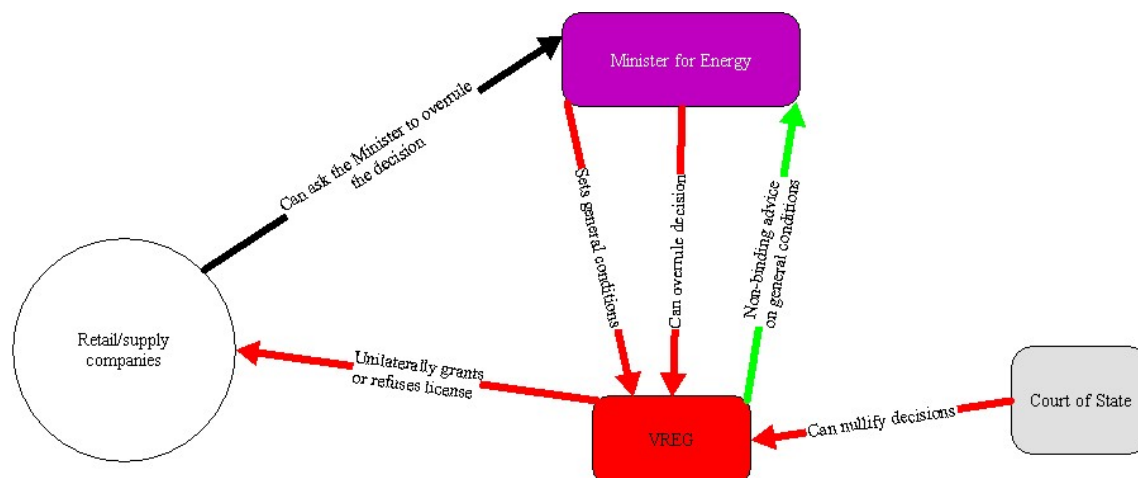 Minister for Energy
Can ask the Minister to overrule
the decision
Sets general conditions
Can overrule decision
Non-binding advice
on general conditions
Retail/supply
companies
Unilaterally grants
or refuses license
VREG
Can nullify decisions
Court of State